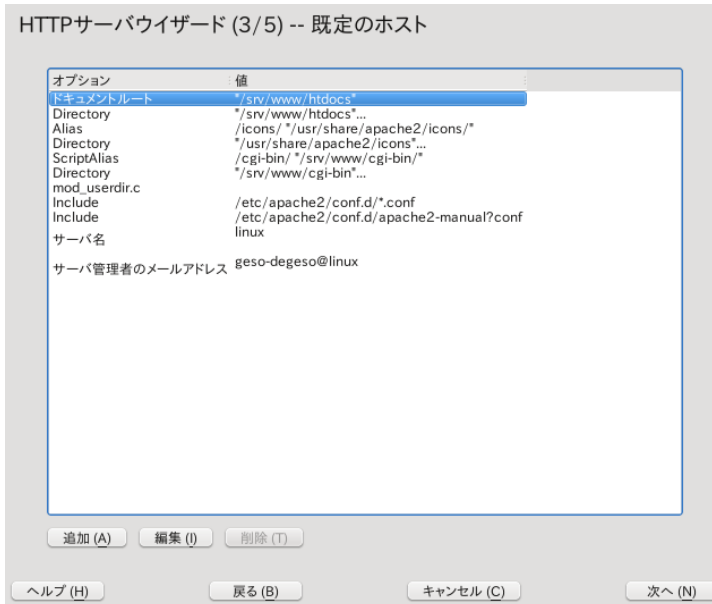 HTTPサーバウイザード (3/5) -- 既定のホスト
オプション 値
ドキュメントルート "/srv/www/htdocs"
Directory "/srv/www/htdocs"...
Alias /icons/ "/usr/share/apache2/icons/"
Directory "/usr/share/apache2/icons"...
ScriptAlias /cgi-bin/ "/srv/www/cgi-bin/"
Directory "/srv/www/cgi-bin"...
mod_userdir.c
Include /etc/apache2/conf.d/*.conf
Include /etc/apache2/conf.d/apache2-manual?conf
サーバ名 linux
サーバ管理者のメールアドレス geso-degeso@linux
追加 (A) 編集 (I) 削除 (T)
ヘルプ (H) 戻る (B) キャンセル (C) 次へ (N)